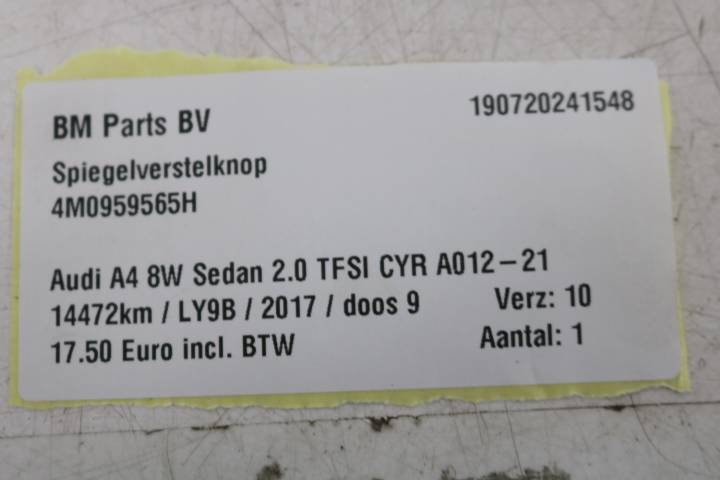 BM Parts BV
190720241548
Spiegelverstelknop
4M0959565H
Audi A4 8W Sedan 2.0 TFSI CYR A012-21
14472km / LY9B / 2017 / doos 9 Verz: 10
17.50 Euro incl. BTW Aantal: 1